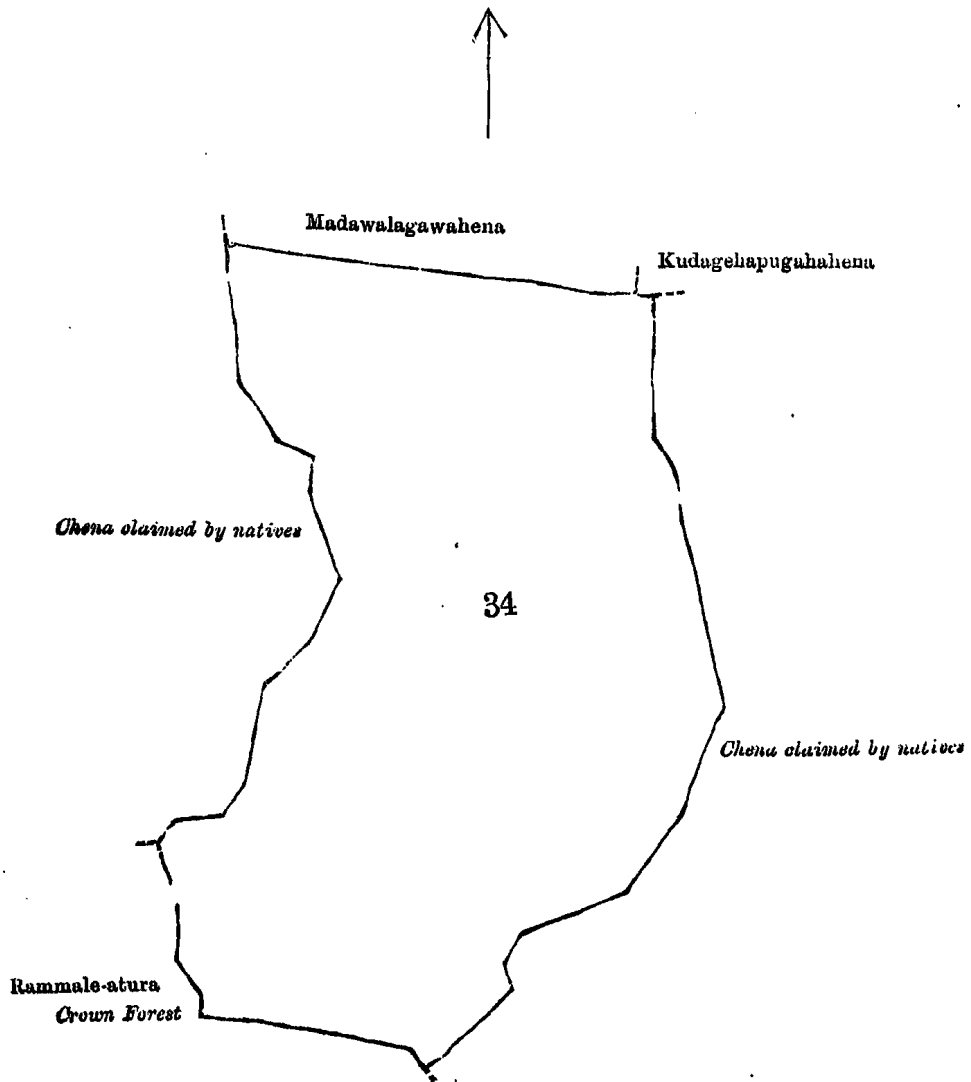 Madawalagawahena
Kudagehapugahahena
Chena claimed by natives
34
Chena claimed by natives
Rammale-atura
Crown Forest